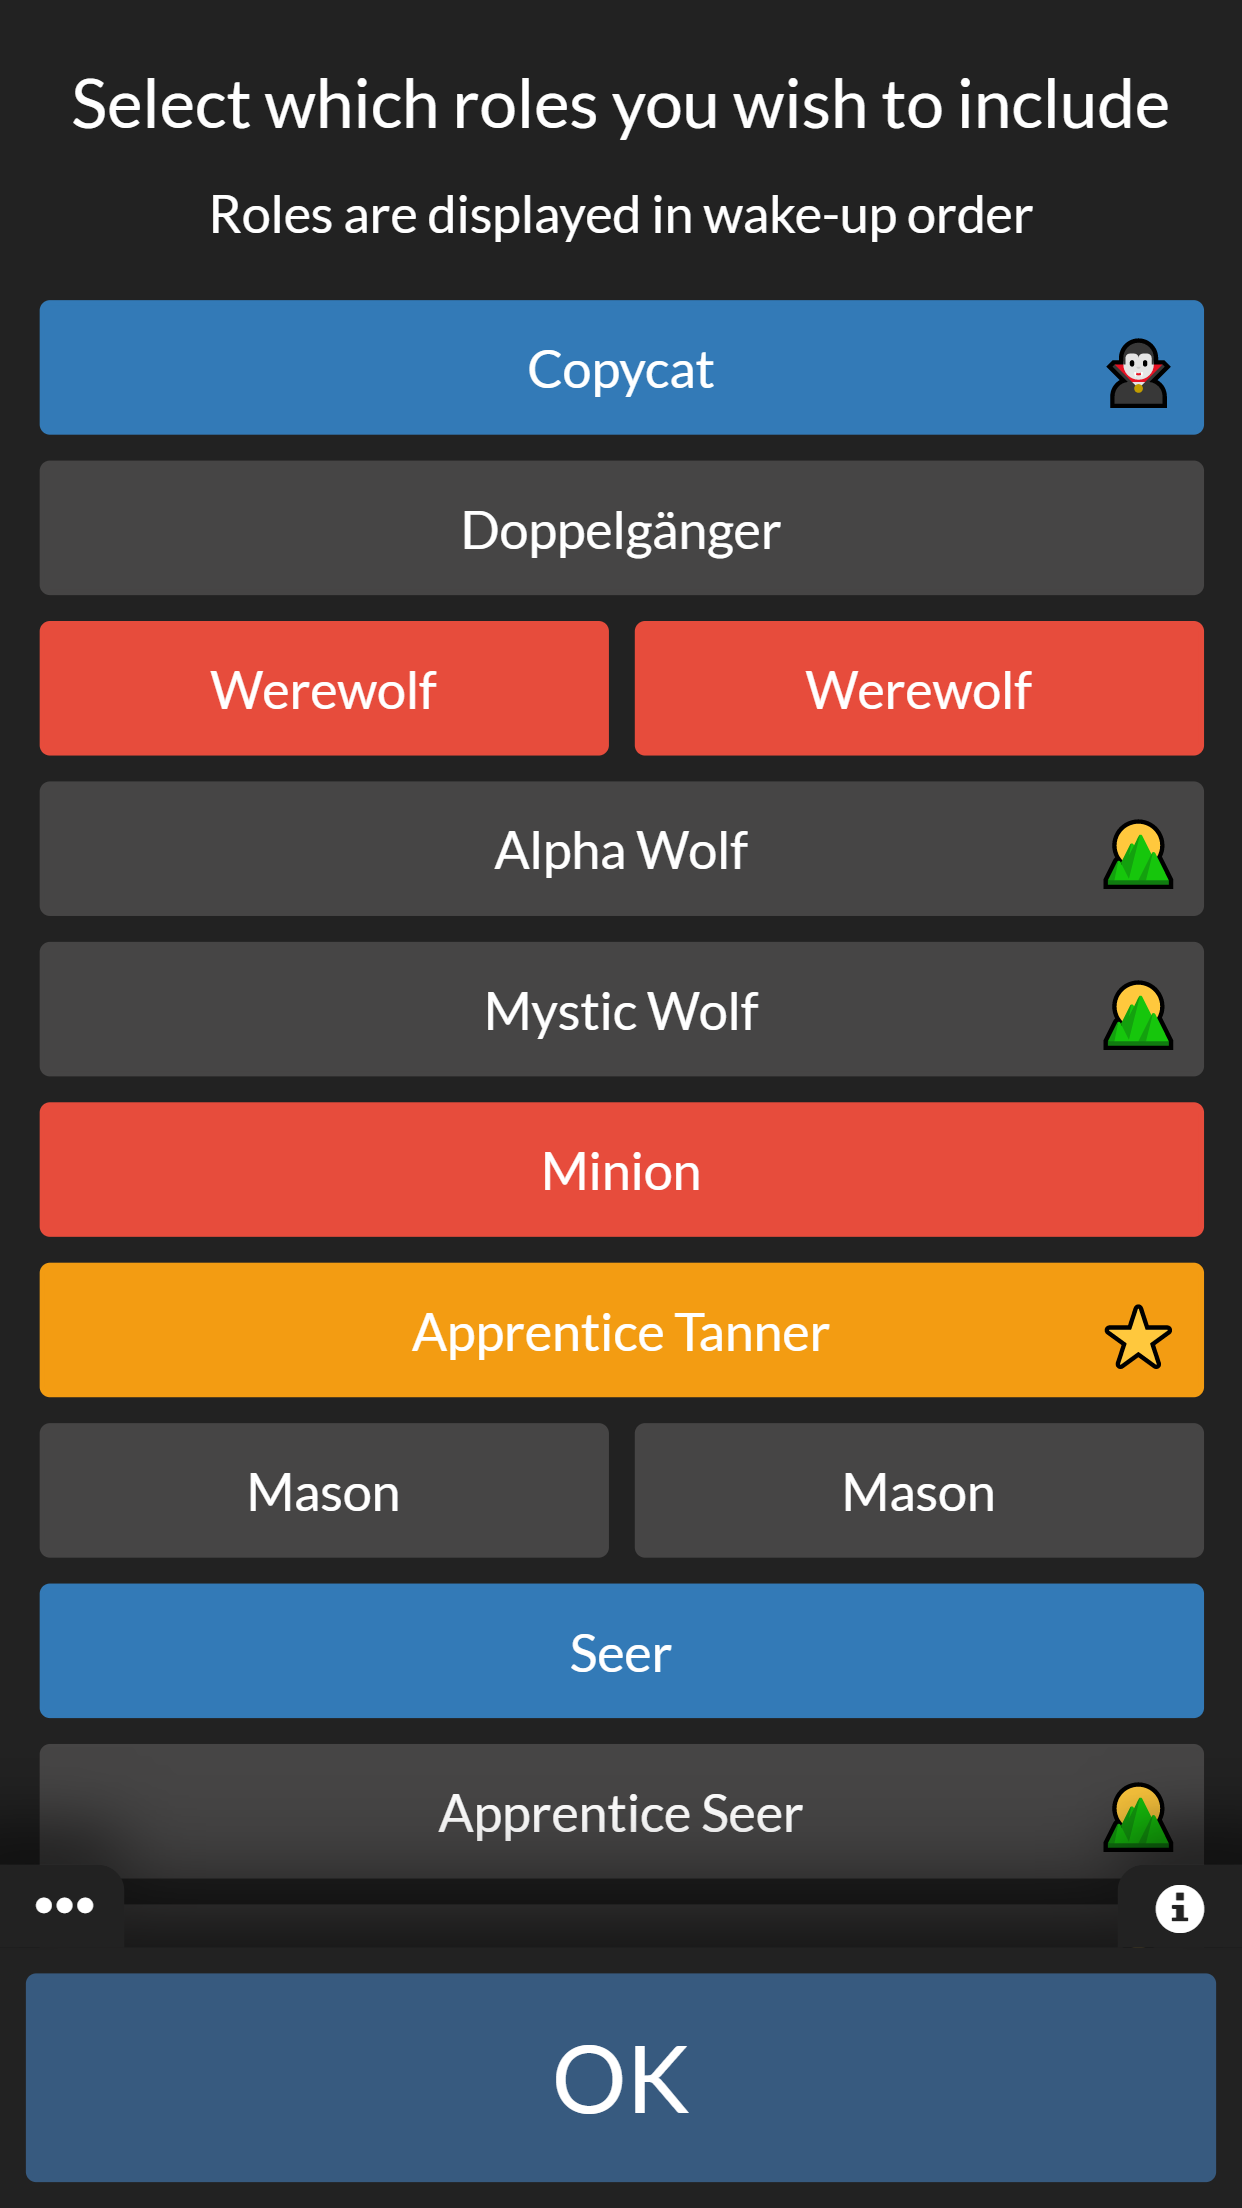 Select which roles you wish to include
Roles are displayed in wake-up order
Copycat
Doppelgänger
Werewolf Werewolf
Alpha Wolf
Mystic Wolf
Minion
Apprentice Tanner
Mason Mason
Seer
Apprentice Seer
OK